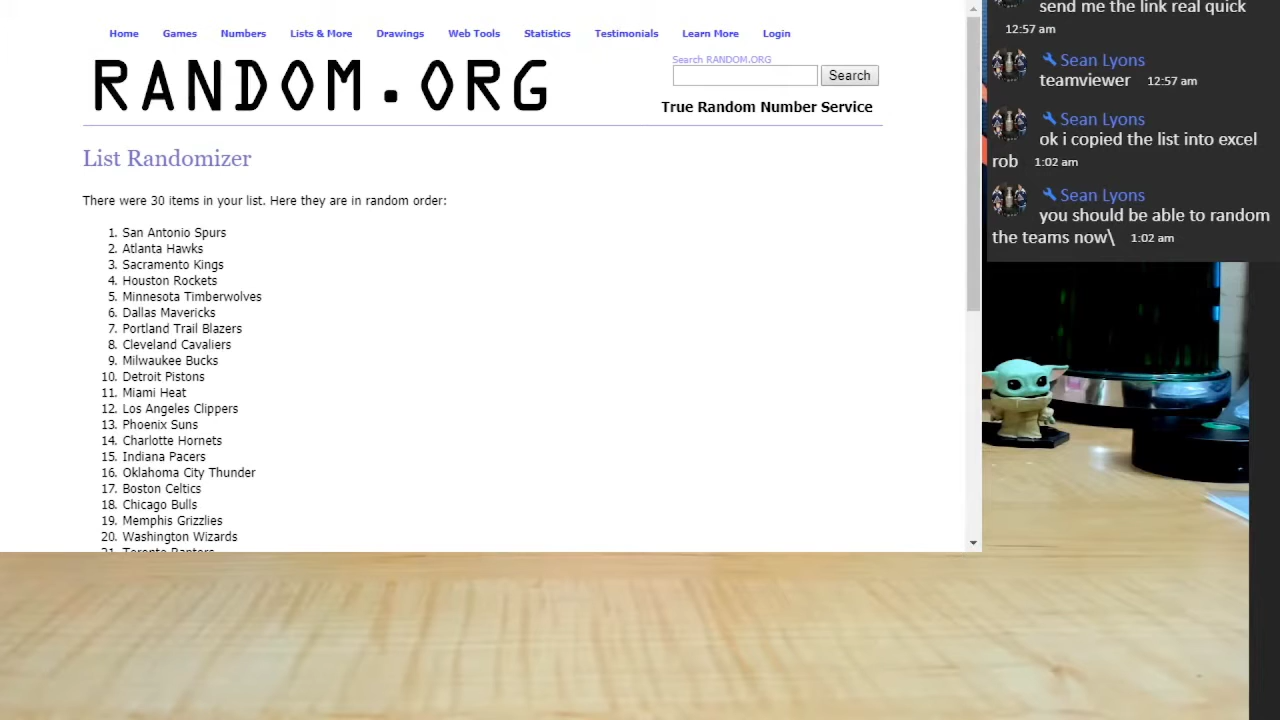 Home Games Numbers Lists & More Drawings Web Tools Statistics Testimonials Learn More Login
RANDOM.ORG
Search RANDOM.ORG
Search
True Random Number Service
List Randomizer
There were 30 items in your list. Here they are in random order:
1. San Antonio Spurs
2. Atlanta Hawks
3. Sacramento Kings
4. Houston Rockets
5. Minnesota Timberwolves
6. Dallas Mavericks
7. Portland Trail Blazers
8. Cleveland Cavaliers
9. Milwaukee Bucks
10. Detroit Pistons
11. Miami Heat
12. Los Angeles Clippers
13. Phoenix Suns
14. Charlotte Hornets
15. Indiana Pacers
16. Oklahoma City Thunder
17. Boston Celtics
18. Chicago Bulls
19. Memphis Grizzlies
20. Washington Wizards
21. Toronto Raptors
send me the link real quick
12:57 am
Sean Lyons
teamviewer 12:57 am
Sean Lyons
ok i copied the list into excel
rob 1:02 am
Sean Lyons
you should be able to random
the teams now\ 1:02 am